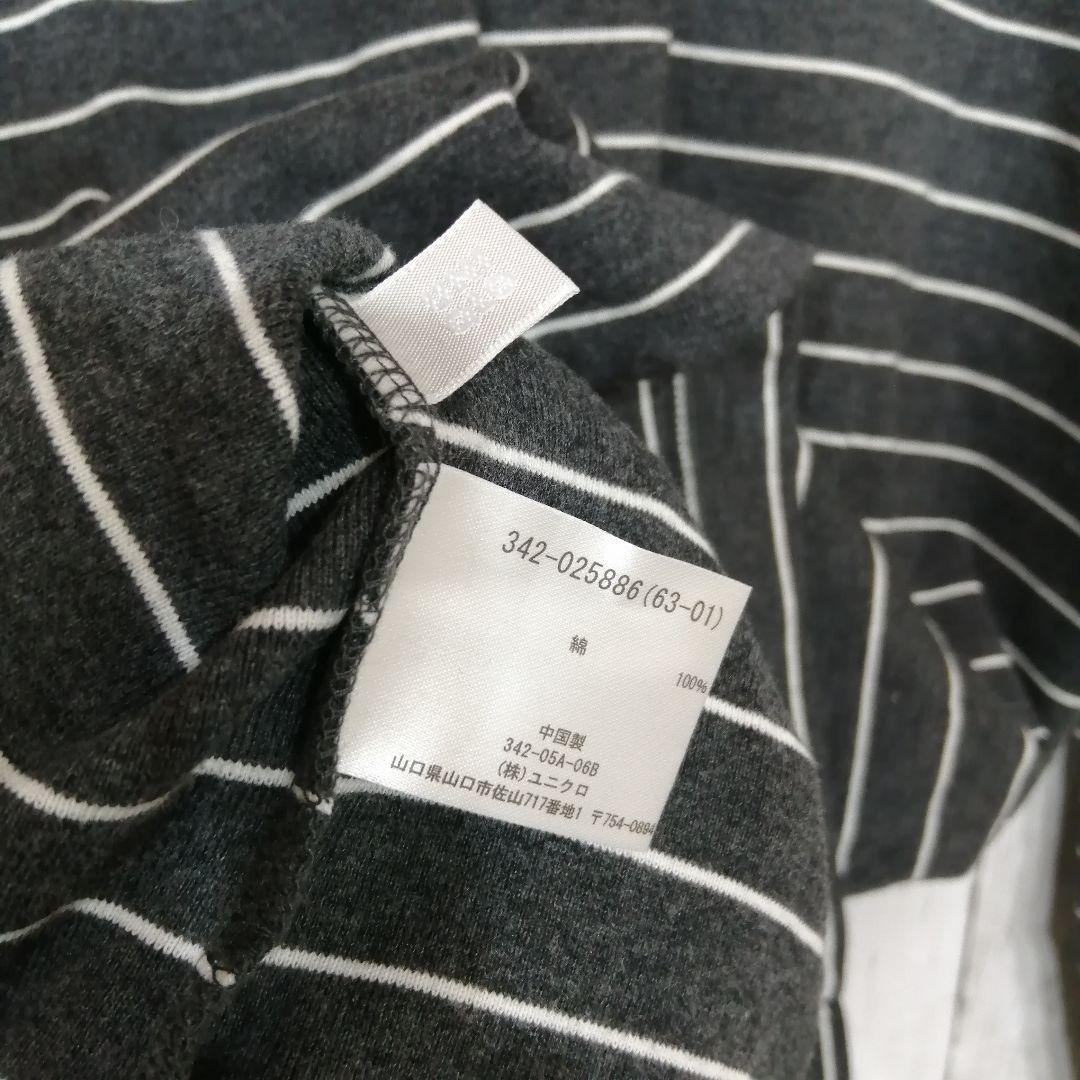 342-025886(63-01)
綿
100%
中国製
342-05A-06B
(株)ユニクロ
山口県山口市佐山717番地1 〒754-0894